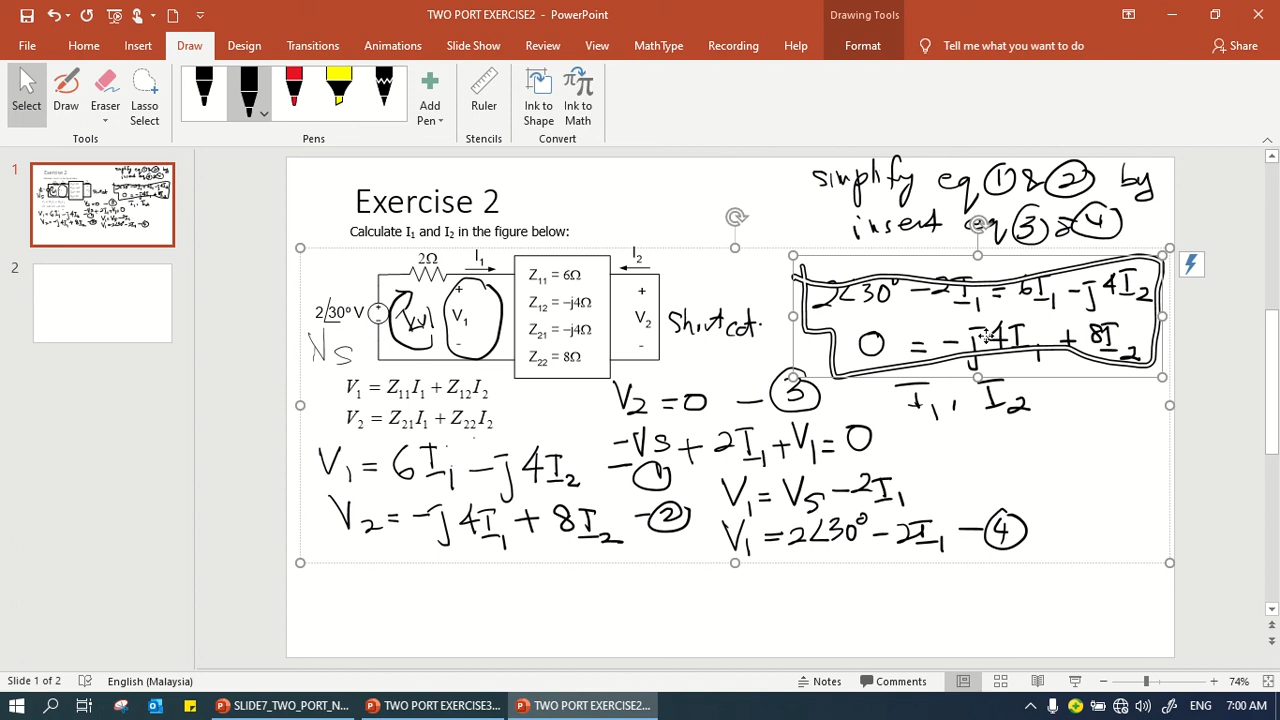 TWO PORT EXERCISE2 - PowerPoint
Drawing Tools
File Home Insert Draw Design Transitions Animations Slide Show Review View MathType Recording Help Acrobat Format Tell me what you want to do Share
Select Draw Eraser Lasso Select Add Pen Ruler Ink to Shape Ink to Math
Tools Pens Stencils Convert
1
2
simplify eq ① & ② by
insert eq ③ & ④
Exercise 2
Calculate I₁ and I₂ in the figure below:
2Ω I₁ I₂
Z₁₁ = 6Ω
Z₁₂ = -j4Ω
Z₂₁ = -j4Ω
Z₂₂ = 8Ω
2/30° V
Vs
+
V₁
-
+
V₂
-
Short cct.
2∠30° - 2I₁ = 6I₁ - j4I₂
0 = -j4I₁ + 8I₂
I₁, I₂
V₁ = Z₁₁I₁ + Z₁₂I₂
V₂ = Z₂₁I₁ + Z₂₂I₂
V₂ = 0 — ③
-Vs + 2I₁ + V₁ = 0
V₁ = 6I₁ - j4I₂ — ①
V₁ = Vs - 2I₁
V₂ = -j4I₁ + 8I₂ — ②
V₁ = 2∠30° - 2I₁ — ④
Slide 1 of 2 English (Malaysia) Notes Comments 74%
SLIDE7_TWO_PORT_N... TWO PORT EXERCISE3... TWO PORT EXERCISE2... 7:00 AM